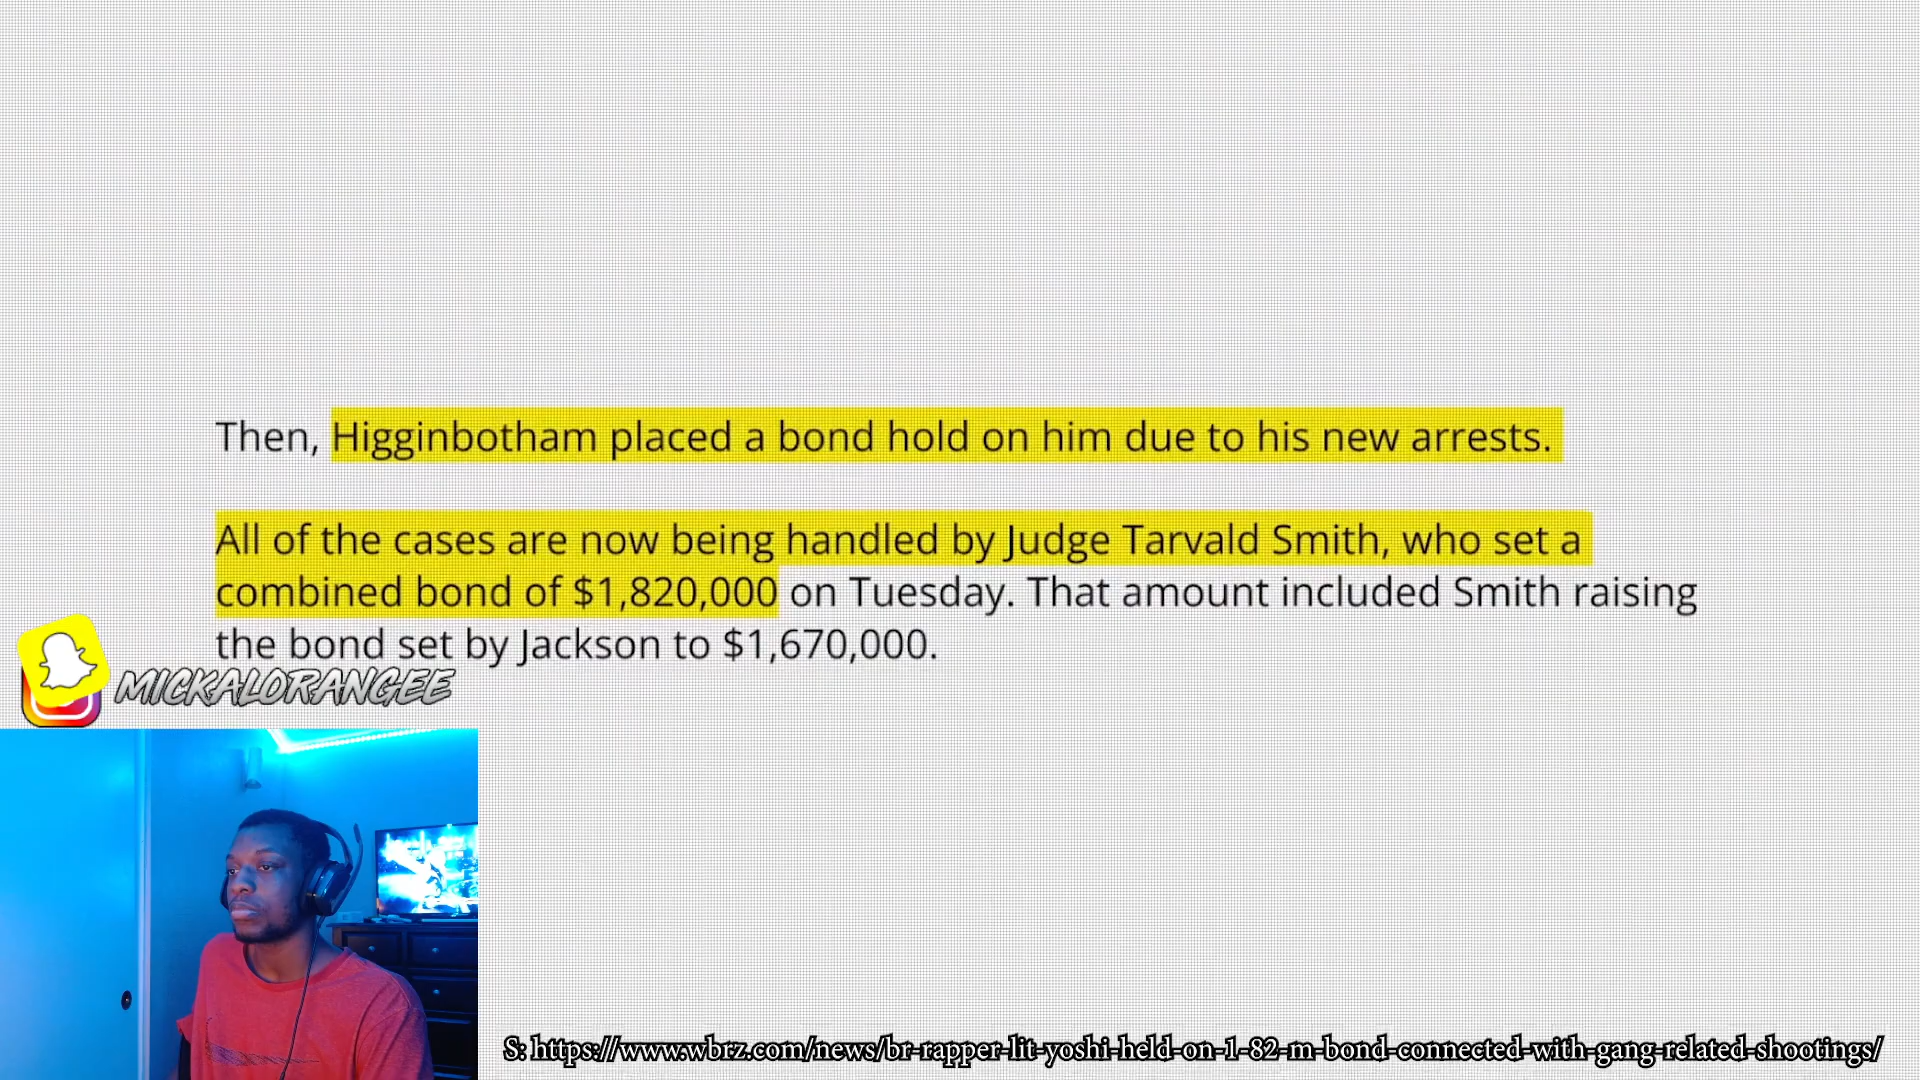 Then, Higginbotham placed a bond hold on him due to his new arrests.
All of the cases are now being handled by Judge Tarvald Smith, who set a
combined bond of $1,820,000 on Tuesday. That amount included Smith raising
the bond set by Jackson to $1,670,000.
MICKALORANGEE
S: https://www.wbrz.com/news/br-rapper-lit-yoshi-held-on-1-82-m-bond-connected-with-gang-related-shootings/